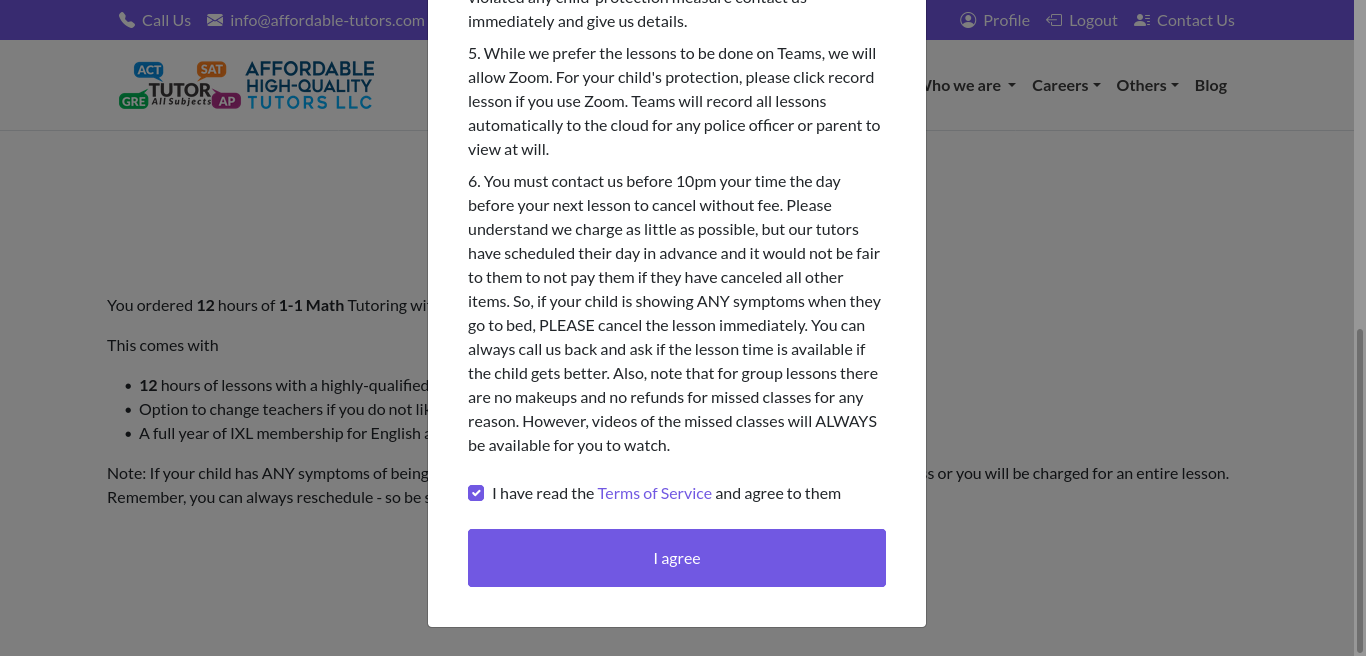 Call Us info@affordable-tutors.com Profile Logout Contact Us
ACT SAT TUTOR All Subjects GRE AP
AFFORDABLE
HIGH-QUALITY
TUTORS LLC
Who we are Careers Others Blog
immediately and give us details.
5. While we prefer the lessons to be done on Teams, we will
allow Zoom. For your child's protection, please click record
lesson if you use Zoom. Teams will record all lessons
automatically to the cloud for any police officer or parent to
view at will.
6. You must contact us before 10pm your time the day
before your next lesson to cancel without fee. Please
understand we charge as little as possible, but our tutors
have scheduled their day in advance and it would not be fair
to them to not pay them if they have canceled all other
items. So, if your child is showing ANY symptoms when they
go to bed, PLEASE cancel the lesson immediately. You can
always call us back and ask if the lesson time is available if
the child gets better. Also, note that for group lessons there
are no makeups and no refunds for missed classes for any
reason. However, videos of the missed classes will ALWAYS
be available for you to watch.
I have read the Terms of Service and agree to them
I agree
You ordered 12 hours of 1-1 Math Tutoring
This comes with
12 hours of lessons with a highly-qualified
Option to change teachers if you do not
A full year of IXL membership for English
Note: If your child has ANY symptoms of being
or you will be charged for an entire lesson.
Remember, you can always reschedule - so be